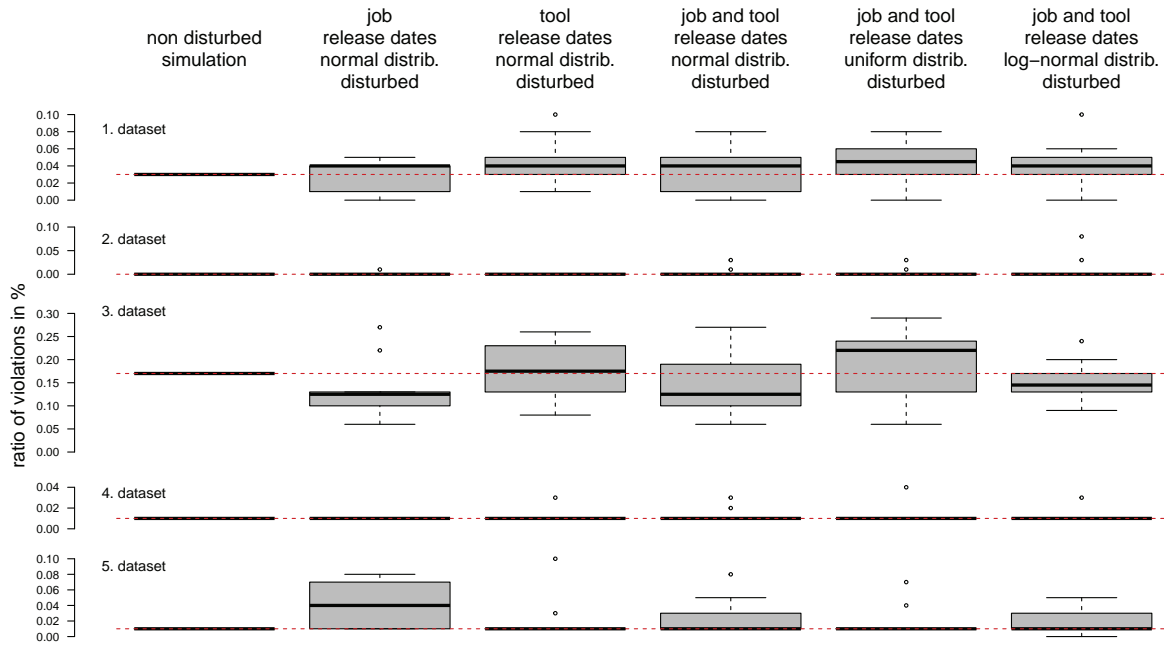 non disturbed
simulation
job
release dates
normal distrib.
disturbed
tool
release dates
normal distrib.
disturbed
job and tool
release dates
normal distrib.
disturbed
job and tool
release dates
uniform distrib.
disturbed
job and tool
release dates
log−normal distrib.
disturbed
ratio of violations in %
1. dataset
0.10
0.08
0.06
0.04
0.02
0.00
2. dataset
0.10
0.05
0.00
3. dataset
0.30
0.25
0.20
0.15
0.10
0.05
0.00
4. dataset
0.04
0.02
0.00
5. dataset
0.10
0.08
0.06
0.04
0.02
0.00